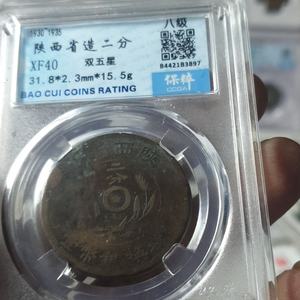 1930-1935
八级
陕西省造二分
XF40
双五星
8442183897
31.8*2.3mm*15.5g
保粹
CCGA
BAO CUI COINS RATING
二分